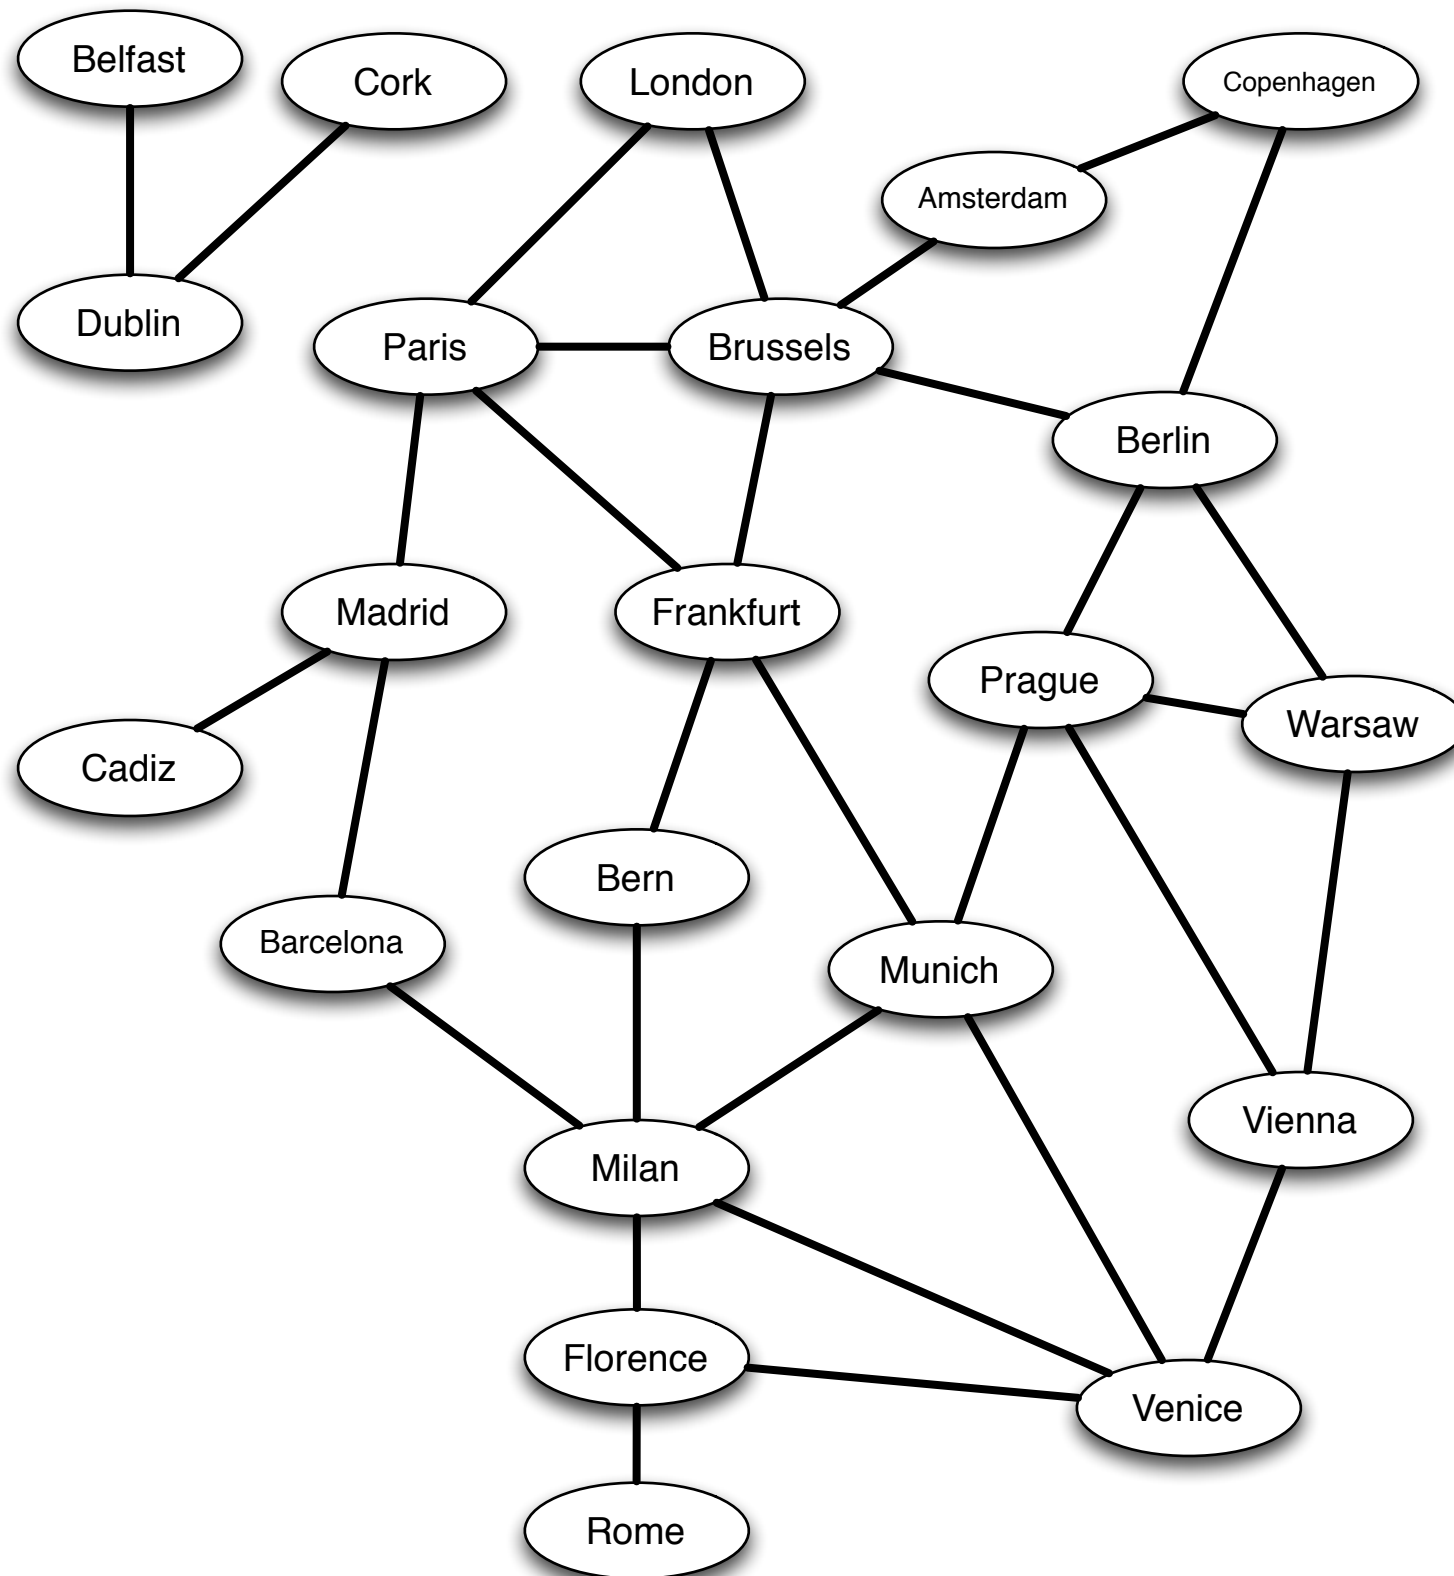 Belfast
Cork
London
Copenhagen
Amsterdam
Dublin
Paris
Brussels
Berlin
Madrid
Frankfurt
Prague
Warsaw
Cadiz
Bern
Barcelona
Munich
Vienna
Milan
Florence
Venice
Rome